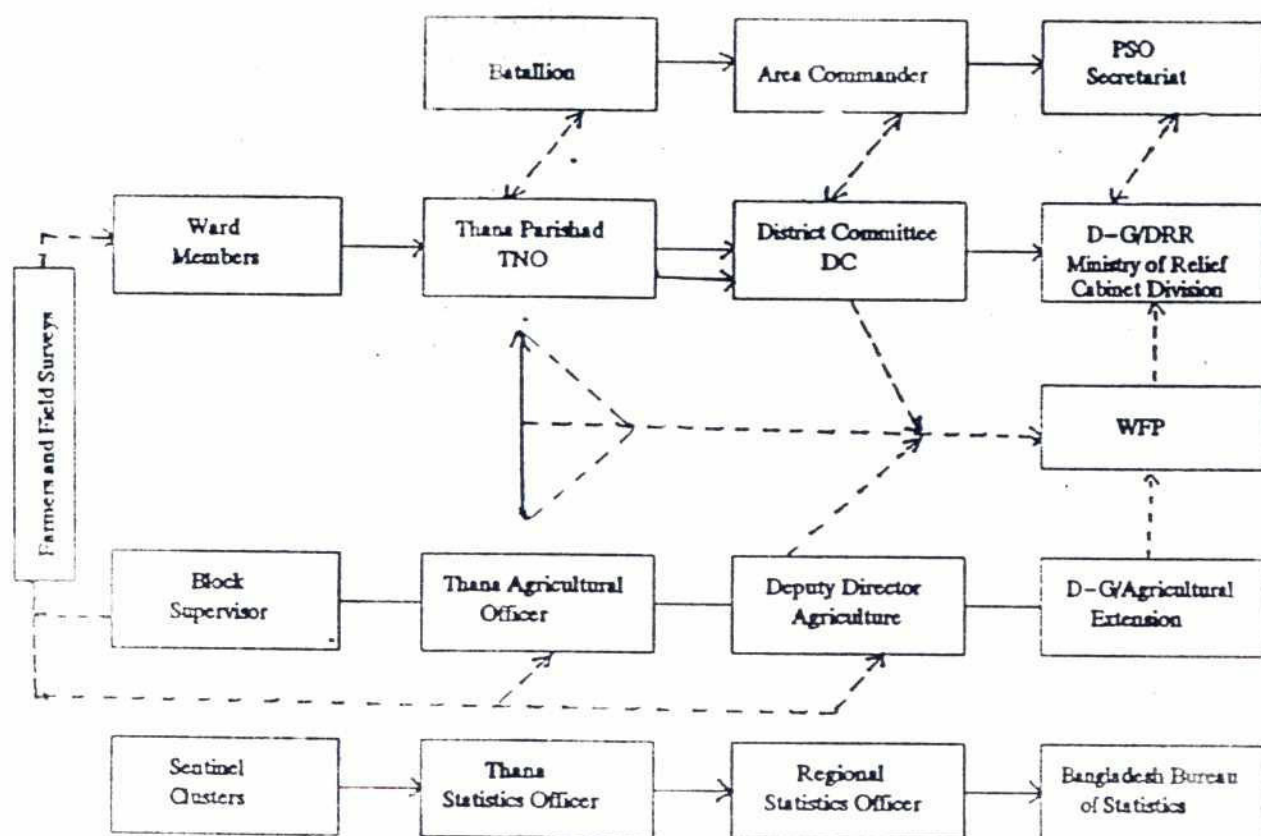 Batallion
Area Commander
PSO
Secretariat
Ward
Members
Thana Parishad
TNO
District Committee
DC
D-G/DRR
Ministry of Relief
Cabinet Division
Farmers and Field Surveys
WFP
Block
Supervisor
Thana Agricultural
Officer
Deputy Director
Agriculture
D-G/Agricultural
Extension
Sentinel
Clusters
Thana
Statistics Officer
Regional
Statistics Officer
Bangladesh Bureau
of Statistics